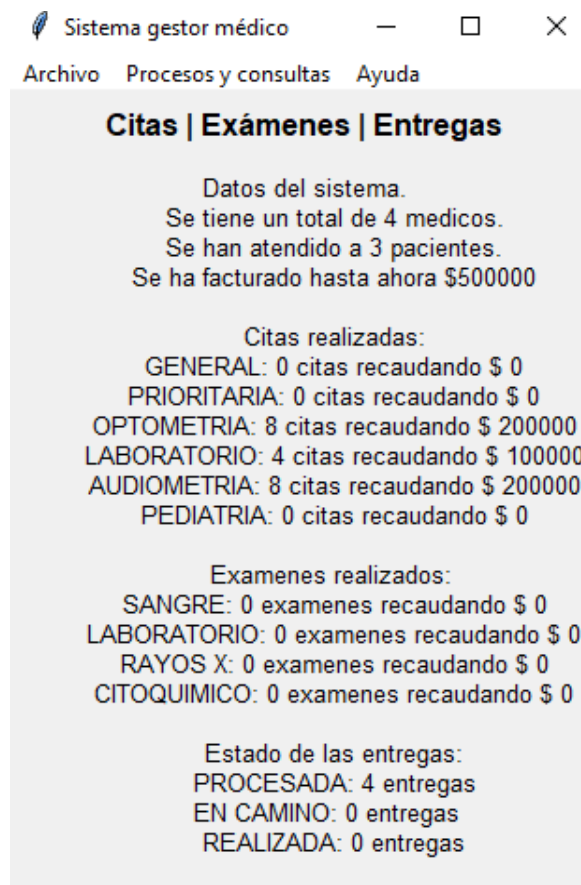 Sistema gestor médico
Archivo Procesos y consultas Ayuda
Citas | Exámenes | Entregas
Datos del sistema.
Se tiene un total de 4 medicos.
Se han atendido a 3 pacientes.
Se ha facturado hasta ahora $500000
Citas realizadas:
GENERAL: 0 citas recaudando $ 0
PRIORITARIA: 0 citas recaudando $ 0
OPTOMETRIA: 8 citas recaudando $ 200000
LABORATORIO: 4 citas recaudando $ 100000
AUDIOMETRIA: 8 citas recaudando $ 200000
PEDIATRIA: 0 citas recaudando $ 0
Examenes realizados:
SANGRE: 0 examenes recaudando $ 0
LABORATORIO: 0 examenes recaudando $ 0
RAYOS X: 0 examenes recaudando $ 0
CITOQUIMICO: 0 examenes recaudando $ 0
Estado de las entregas:
PROCESADA: 4 entregas
EN CAMINO: 0 entregas
REALIZADA: 0 entregas